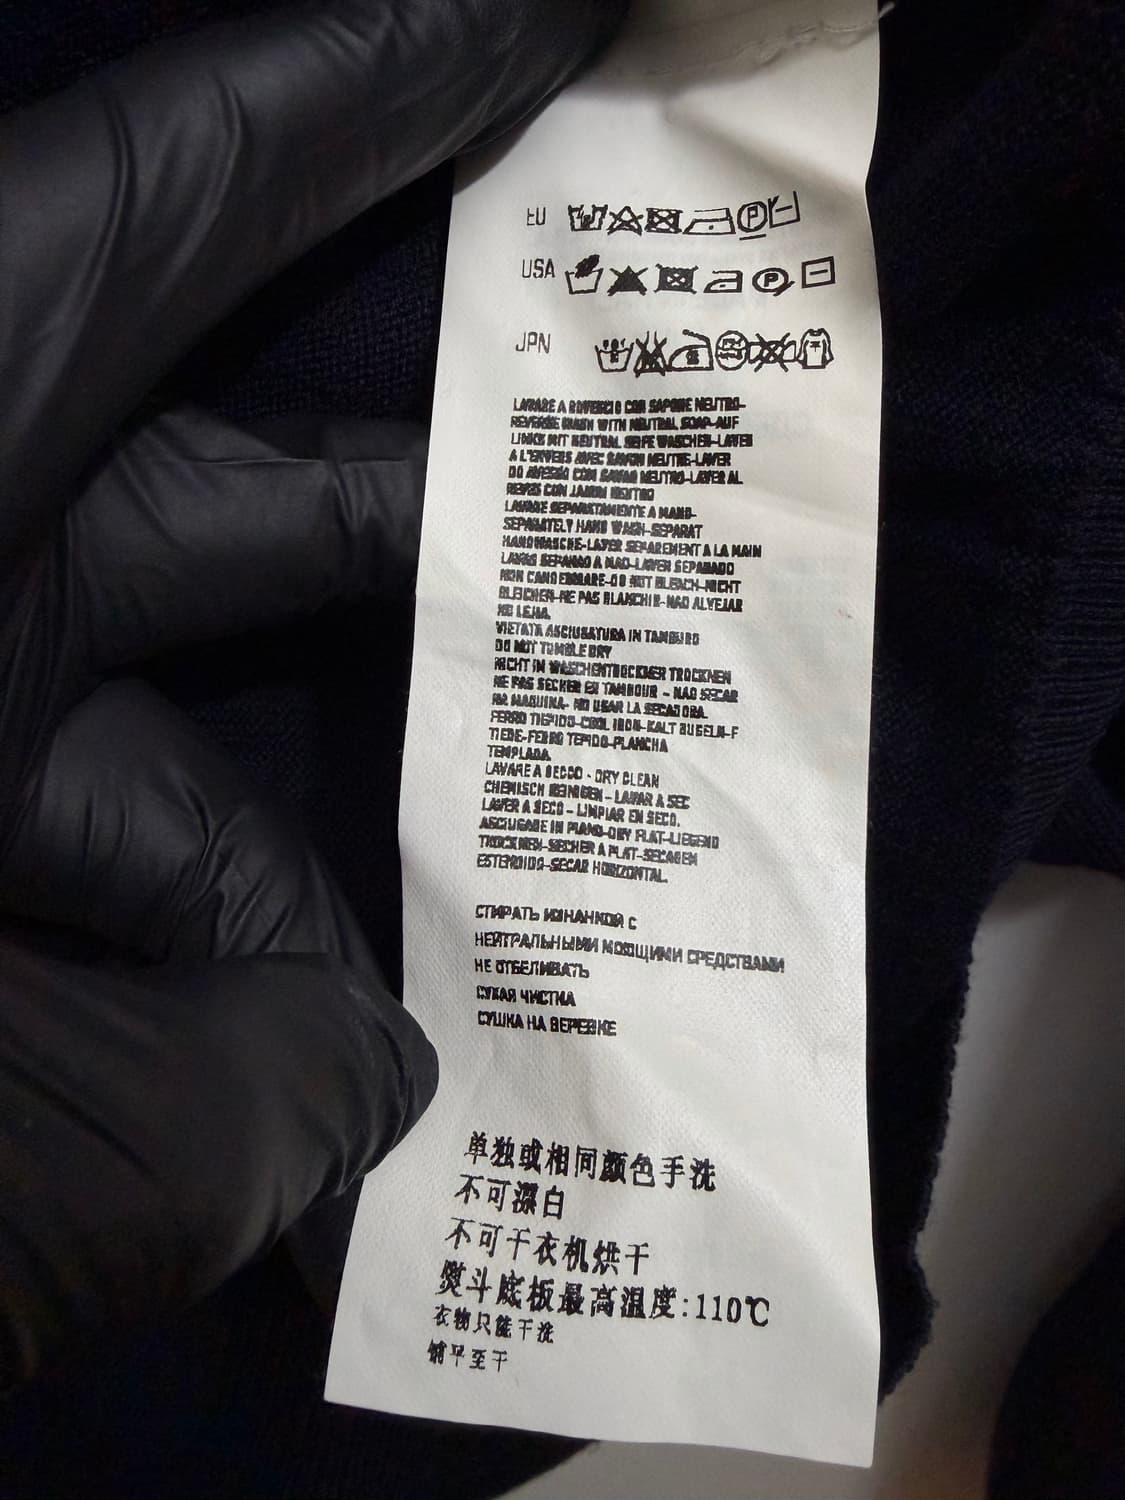 EU
USA
JPN
LAVARE A ROVESCIO CON SAPONE NEUTRO-
REVERSE WASH WITH NEUTRAL SOAP-AUF
LINKS MIT NEUTRAL SEIFE WASCHEN-LAVER
A L'ENVERS AVEC SAVON NEUTRE-LAVER
DO AVESSO COM SABAO NEUTRO-LAVER AL
REVES CON JABON NEUTRO
LAVARE SEPARATAMENTE A MANO-
SEPARATELY HAND WASH-SEPARAT
HANDWASCHE-LAVER SEPAREMENT A LA MAIN
LAVAR SEPARADO A MAO-LAVER SEPARADO
NON CANDEGGIARE-DO NOT BLEACH-NICHT
BLEICHEN-NE PAS BLANCHIR-NAO ALVEJAR
NO LEJIA.
VIETATA ASCIUGATURA IN TAMBURO
DO NOT TUMBLE DRY
NICHT IM WASCHENTROCKNER TROCKNEN
NE PAS SECHER EN TAMBOUR - NAO SECAR
NA MAQUINA- NO USAR LA SECADORA.
FERRO TIEPIDO-COOL IRON-KALT BUGELN-F
TIEDE-FERRO TEPIDO-PLANCHA
TEMPLADA.
LAVARE A SECCO - DRY CLEAN
CHEMISCH REINIGEN - LAVAR A SEC
LAVER A SECO - LIMPIAR EN SECO.
ASCIUGARE IN PIANO-DRY FLAT-LIEGEND
TROCKNEN-SECHER A PLAT-SECAGEM
ESTENDIDO-SECAR HORIZONTAL.
СТИРАТЬ ИЗНАНКОЙ С
НЕЙТРАЛЬНЫМИ МОЮЩИМИ СРЕДСТВАМИ
НЕ ОТБЕЛИВАТЬ
СУХАЯ ЧИСТКА
СУШКА НА ВЕРЕВКЕ
单独或相同颜色手洗
不可漂白
不可干衣机烘干
熨斗底板最高温度:110℃
衣物只能干洗
铺平至干